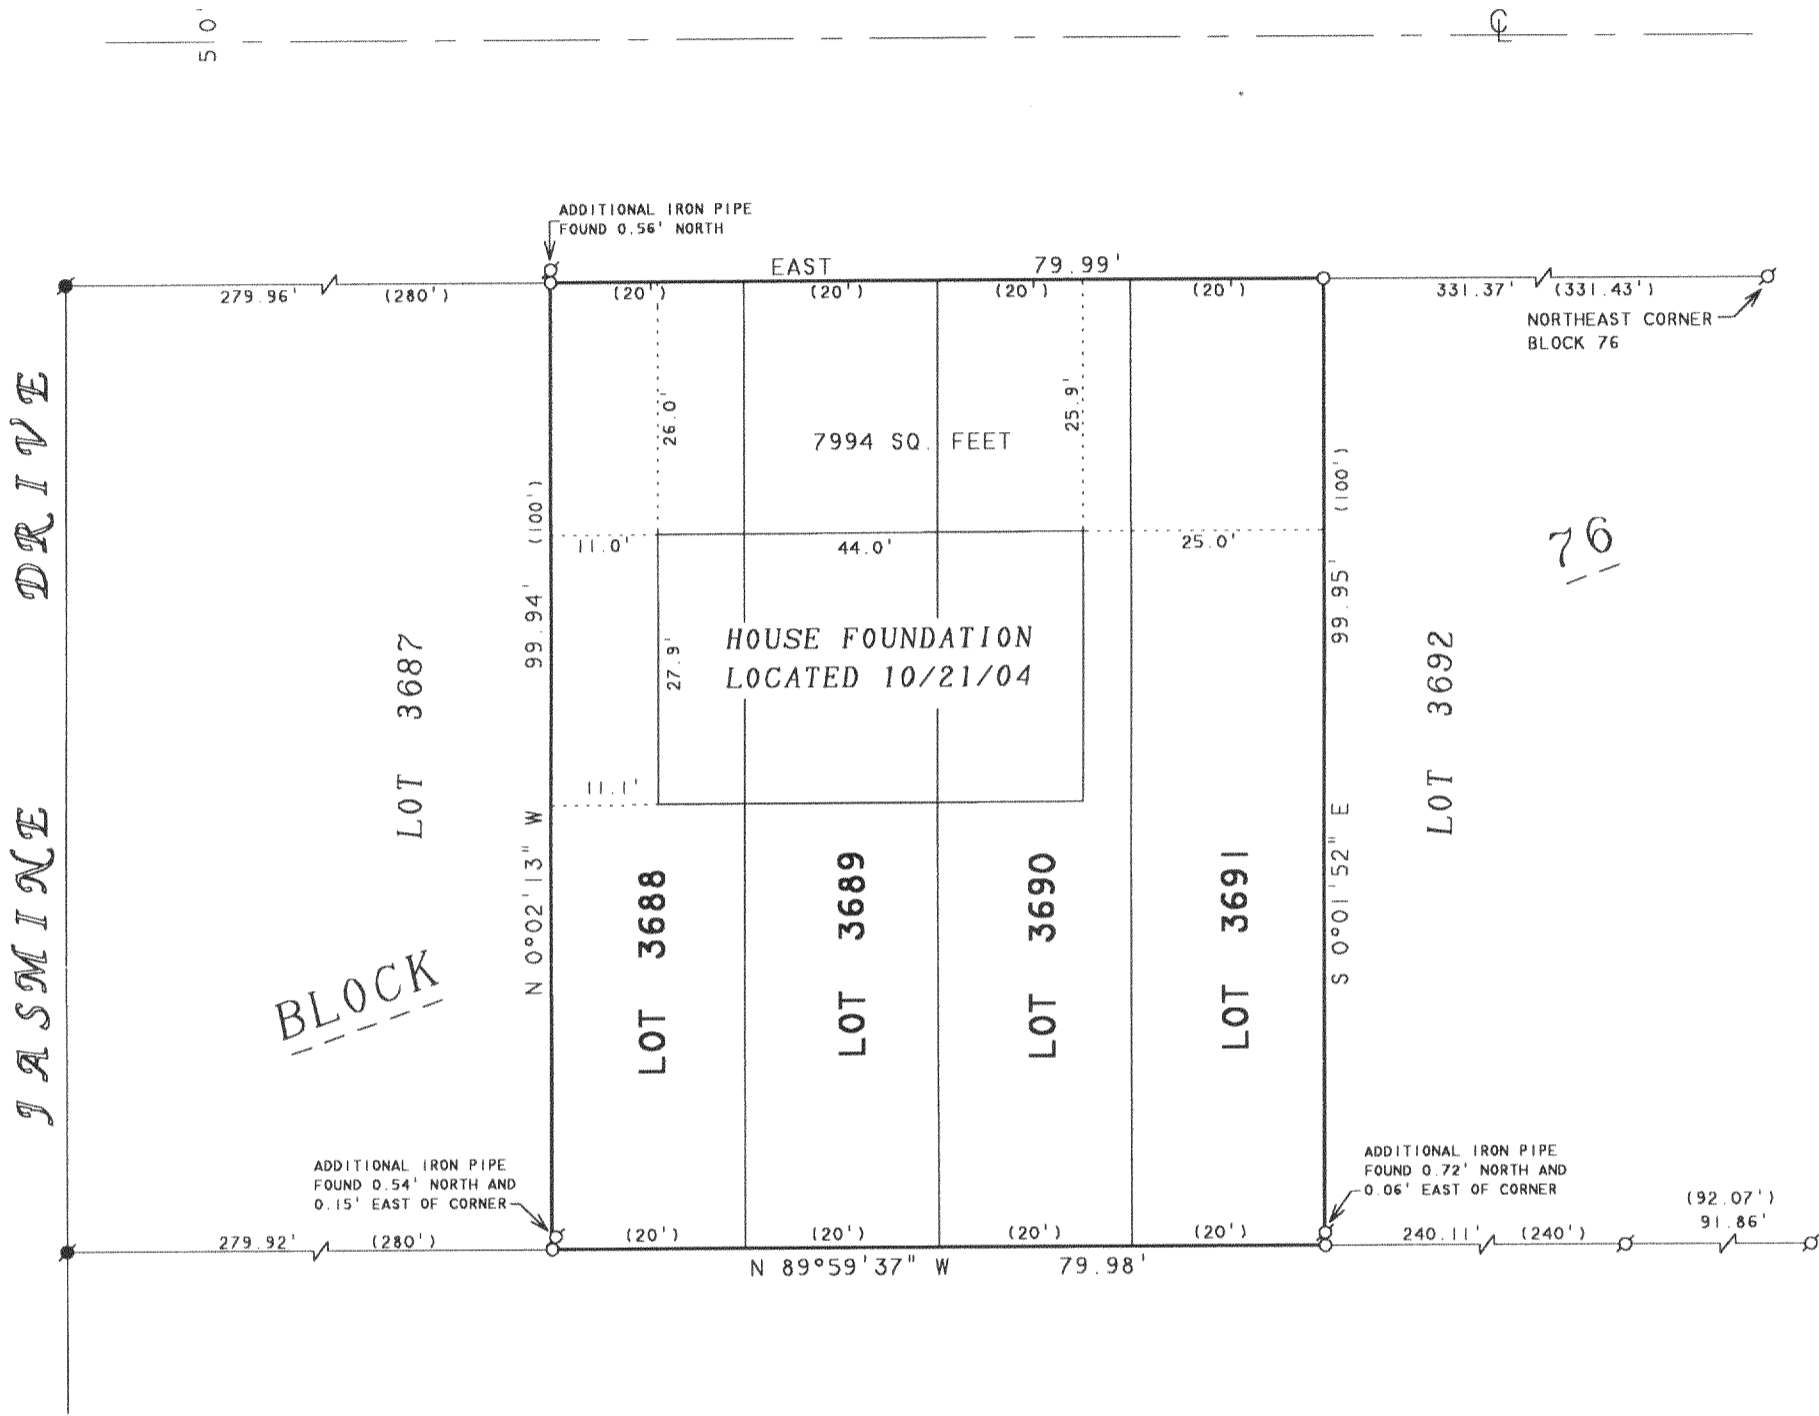 50'
℄
ADDITIONAL IRON PIPE
FOUND 0.56' NORTH
EAST 79.99'
279.96' (280')
(20') (20') (20') (20')
331.37' (331.43')
NORTHEAST CORNER
BLOCK 76
JASMINE DRIVE
26.0'
25.9'
7994 SQ. FEET
(100')
(100')
11.0'
44.0'
25.0'
76
99.94'
99.95'
LOT 3687
27.9'
HOUSE FOUNDATION
LOCATED 10/21/04
LOT 3692
11.1'
N 0°02'13" W
S 0°01'52" E
LOT 3688
LOT 3689
LOT 3690
LOT 3691
BLOCK
ADDITIONAL IRON PIPE
FOUND 0.54' NORTH AND
0.15' EAST OF CORNER
ADDITIONAL IRON PIPE
FOUND 0.72' NORTH AND
0.06' EAST OF CORNER
(92.07')
91.86'
279.92' (280')
(20') (20') (20') (20')
240.11' (240')
N 89°59'37" W 79.98'